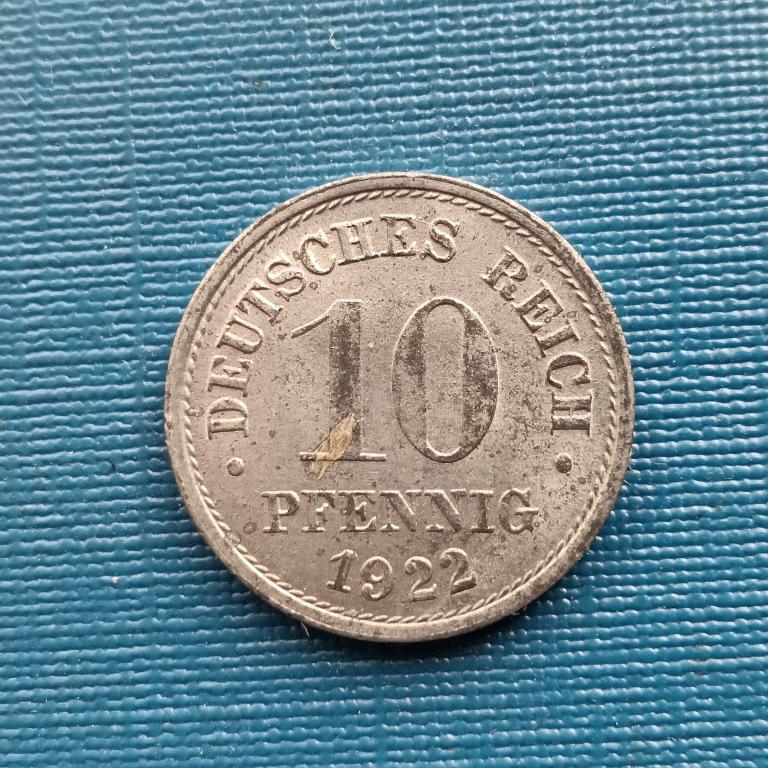 · DEUTSCHES REICH ·
10
PFENNIG
1922